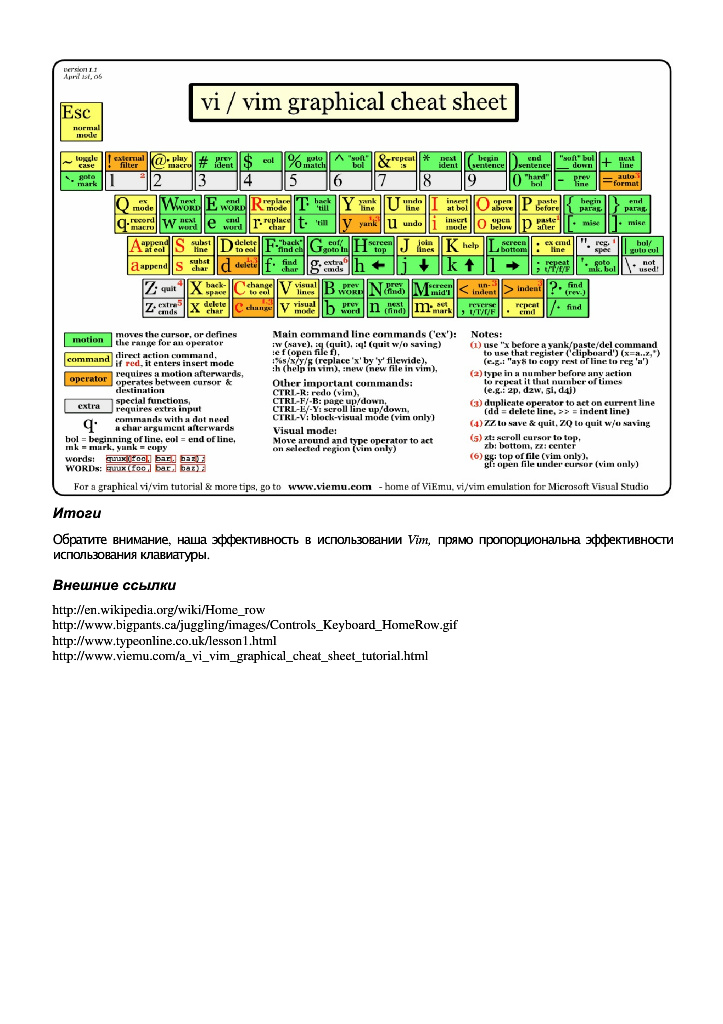 version 1.1
April 1st, 06
vi / vim graphical cheat sheet
Esc
normal mode
~ toggle case ! external filter @· play macro # prev ident $ eol % goto match ^ "soft" bol & repeat :s * next ident ( begin sentence ) end sentence _ "soft" bol down + next line
`· goto mark 1 2 2 3 4 5 6 7 8 9 0 "hard" bol - prev line = auto format 3
Q ex mode W next WORD E end WORD R replace mode T· back 'till Y yank line U undo line I insert at bol O open above P paste before { begin parag. } end parag.
q· record macro w next word e end word r· replace char t· 'till y yank 1,3 u undo i insert mode o open below p paste after 1 [· misc ]· misc
A append at eol S subst line D delete to eol F· "back" find ch G eof/ goto ln H screen top J join lines K help L screen bottom : ex cmd line "· reg. spec 1 | bol/ goto col
a append s subst char d delete 1,3 f· find char g· extra cmds 6 h ← j ↓ k ↑ l → ; repeat t/T/f/F '· goto mk. bol \· not used!
Z· quit 4 X back-space C change to eol V visual lines B prev WORD N prev (find) M screen mid'l < un-indent 3 > indent 3 ?· find (rev.)
z· extra cmds 5 x delete char c change 1,3 v visual mode b prev word n next (find) m· set mark , reverse t/T/f/F . repeat cmd /· find
motion moves the cursor, or defines the range for an operator
command direct action command, if red, it enters insert mode
operator requires a motion afterwards, operates between cursor & destination
extra special functions, requires extra input
q· commands with a dot need a char argument afterwards
bol = beginning of line, eol = end of line,
mk = mark, yank = copy
words: quux(foo, bar, baz);
WORDs: quux(foo, bar, baz);
Main command line commands ('ex'):
:w (save), :q (quit), :q! (quit w/o saving)
:e f (open file f),
:%s/x/y/g (replace 'x' by 'y' filewide),
:h (help in vim), :new (new file in vim),
Other important commands:
CTRL-R: redo (vim),
CTRL-F/-B: page up/down,
CTRL-E/-Y: scroll line up/down,
CTRL-V: block-visual mode (vim only)
Visual mode:
Move around and type operator to act
on selected region (vim only)
Notes:
(1) use "x before a yank/paste/del command
to use that register ('clipboard') (x=a..z,*)
(e.g.: "ay$ to copy rest of line to reg 'a')
(2) type in a number before any action
to repeat it that number of times
(e.g.: 2p, d2w, 5i, d4j)
(3) duplicate operator to act on current line
(dd = delete line, >> = indent line)
(4) ZZ to save & quit, ZQ to quit w/o saving
(5) zt: scroll cursor to top,
zb: bottom, zz: center
(6) gg: top of file (vim only),
gf: open file under cursor (vim only)
For a graphical vi/vim tutorial & more tips, go to www.viemu.com - home of ViEmu, vi/vim emulation for Microsoft Visual Studio
Итоги
Обратите внимание, наша эффективность в использовании Vim, прямо пропорциональна эффективности
использования клавиатуры.
Внешние ссылки
http://en.wikipedia.org/wiki/Home_row
http://www.bigpants.ca/juggling/images/Controls_Keyboard_HomeRow.gif
http://www.typeonline.co.uk/lesson1.html
http://www.viemu.com/a_vi_vim_graphical_cheat_sheet_tutorial.html